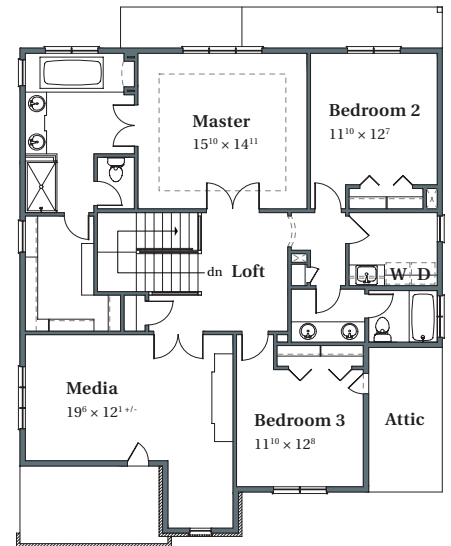 Master
15¹⁰ × 14¹¹
Bedroom 2
11¹⁰ × 12⁷
dn
Loft
W D
Media
19⁶ × 12¹⁺/⁻
Bedroom 3
11¹⁰ × 12⁸
Attic